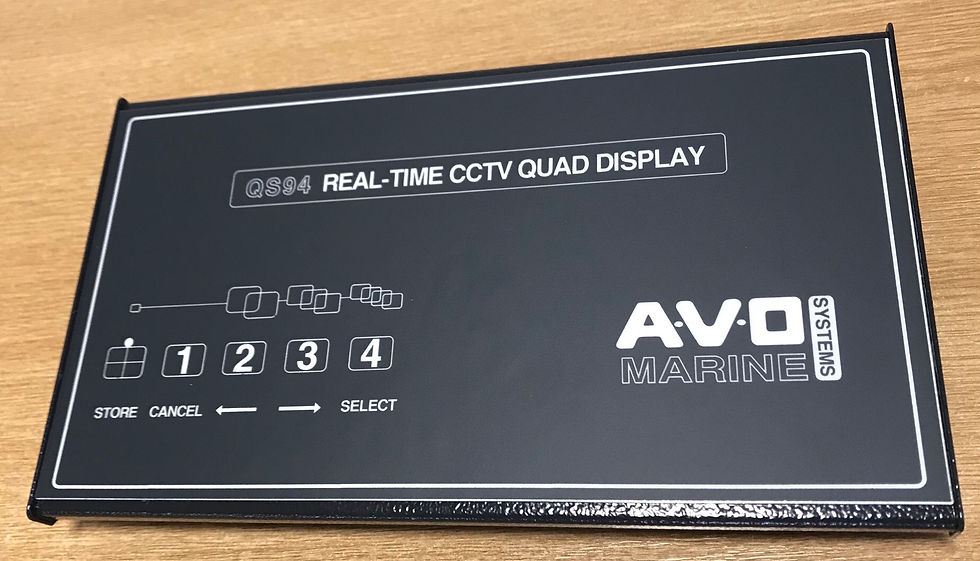 QS94 REAL-TIME CCTV QUAD DISPLAY
1 2 3 4
STORE CANCEL ← → SELECT
A·V·O
MARINE
SYSTEMS